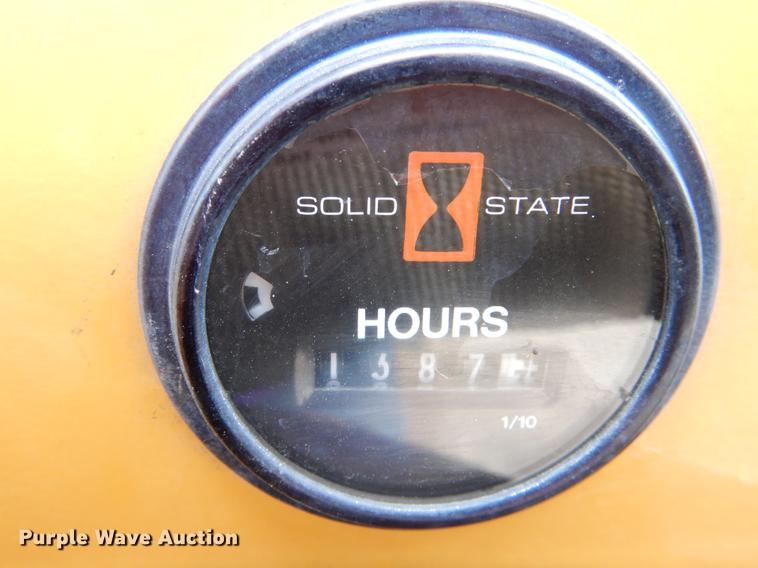 SOLID STATE
HOURS
1387
1/10
Purple Wave Auction